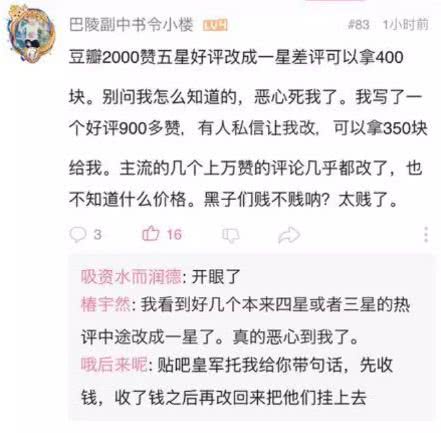 巴陵副中书令小楼 LV4
#83 1小时前
豆瓣2000赞五星好评改成一星差评可以拿400
块。别问我怎么知道的，恶心死我了。我写了一
个好评900多赞，有人私信让我改，可以拿350块
给我。主流的几个上万赞的评论几乎都改了，也
不知道什么价格。黑子们贱不贱呐？太贱了。
3 16
吸资水而润德：开眼了
椿宇然：我看到好几个本来四星或者三星的热
评中途改成一星了。真的恶心到我了。
哦后来呢：贴吧皇军托我给你带句话，先收
钱，收了钱之后再改回来把他们挂上去